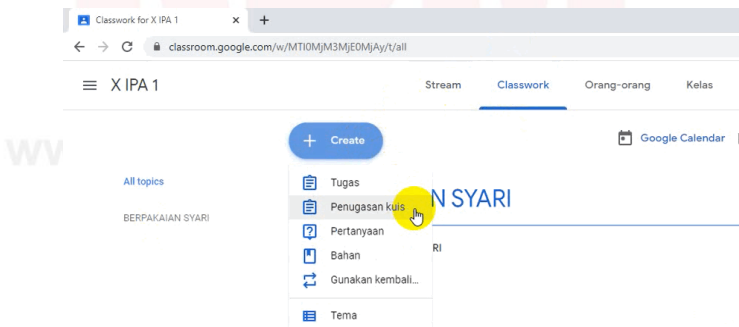 Classwork for X IPA 1
classroom.google.com/w/MTI0MjM3MjE0MjAy/t/all
X IPA 1
Stream
Classwork
Orang-orang
Kelas
Create
Google Calendar
All topics
BERPAKAIAN SYARI
Tugas
Penugasan kuis
N SYARI
Pertanyaan
Bahan
RI
Gunakan kembali...
Tema